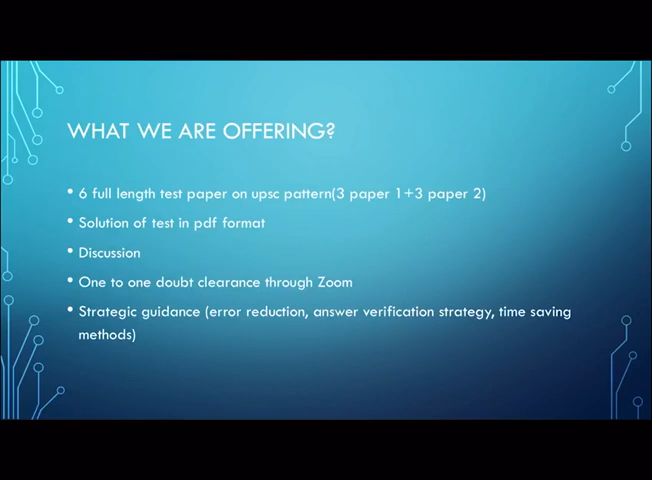 WHAT WE ARE OFFERING?
• 6 full length test paper on upsc pattern(3 paper 1+3 paper 2)
• Solution of test in pdf format
• Discussion
• One to one doubt clearance through Zoom
• Strategic guidance (error reduction, answer verification strategy, time saving
methods)